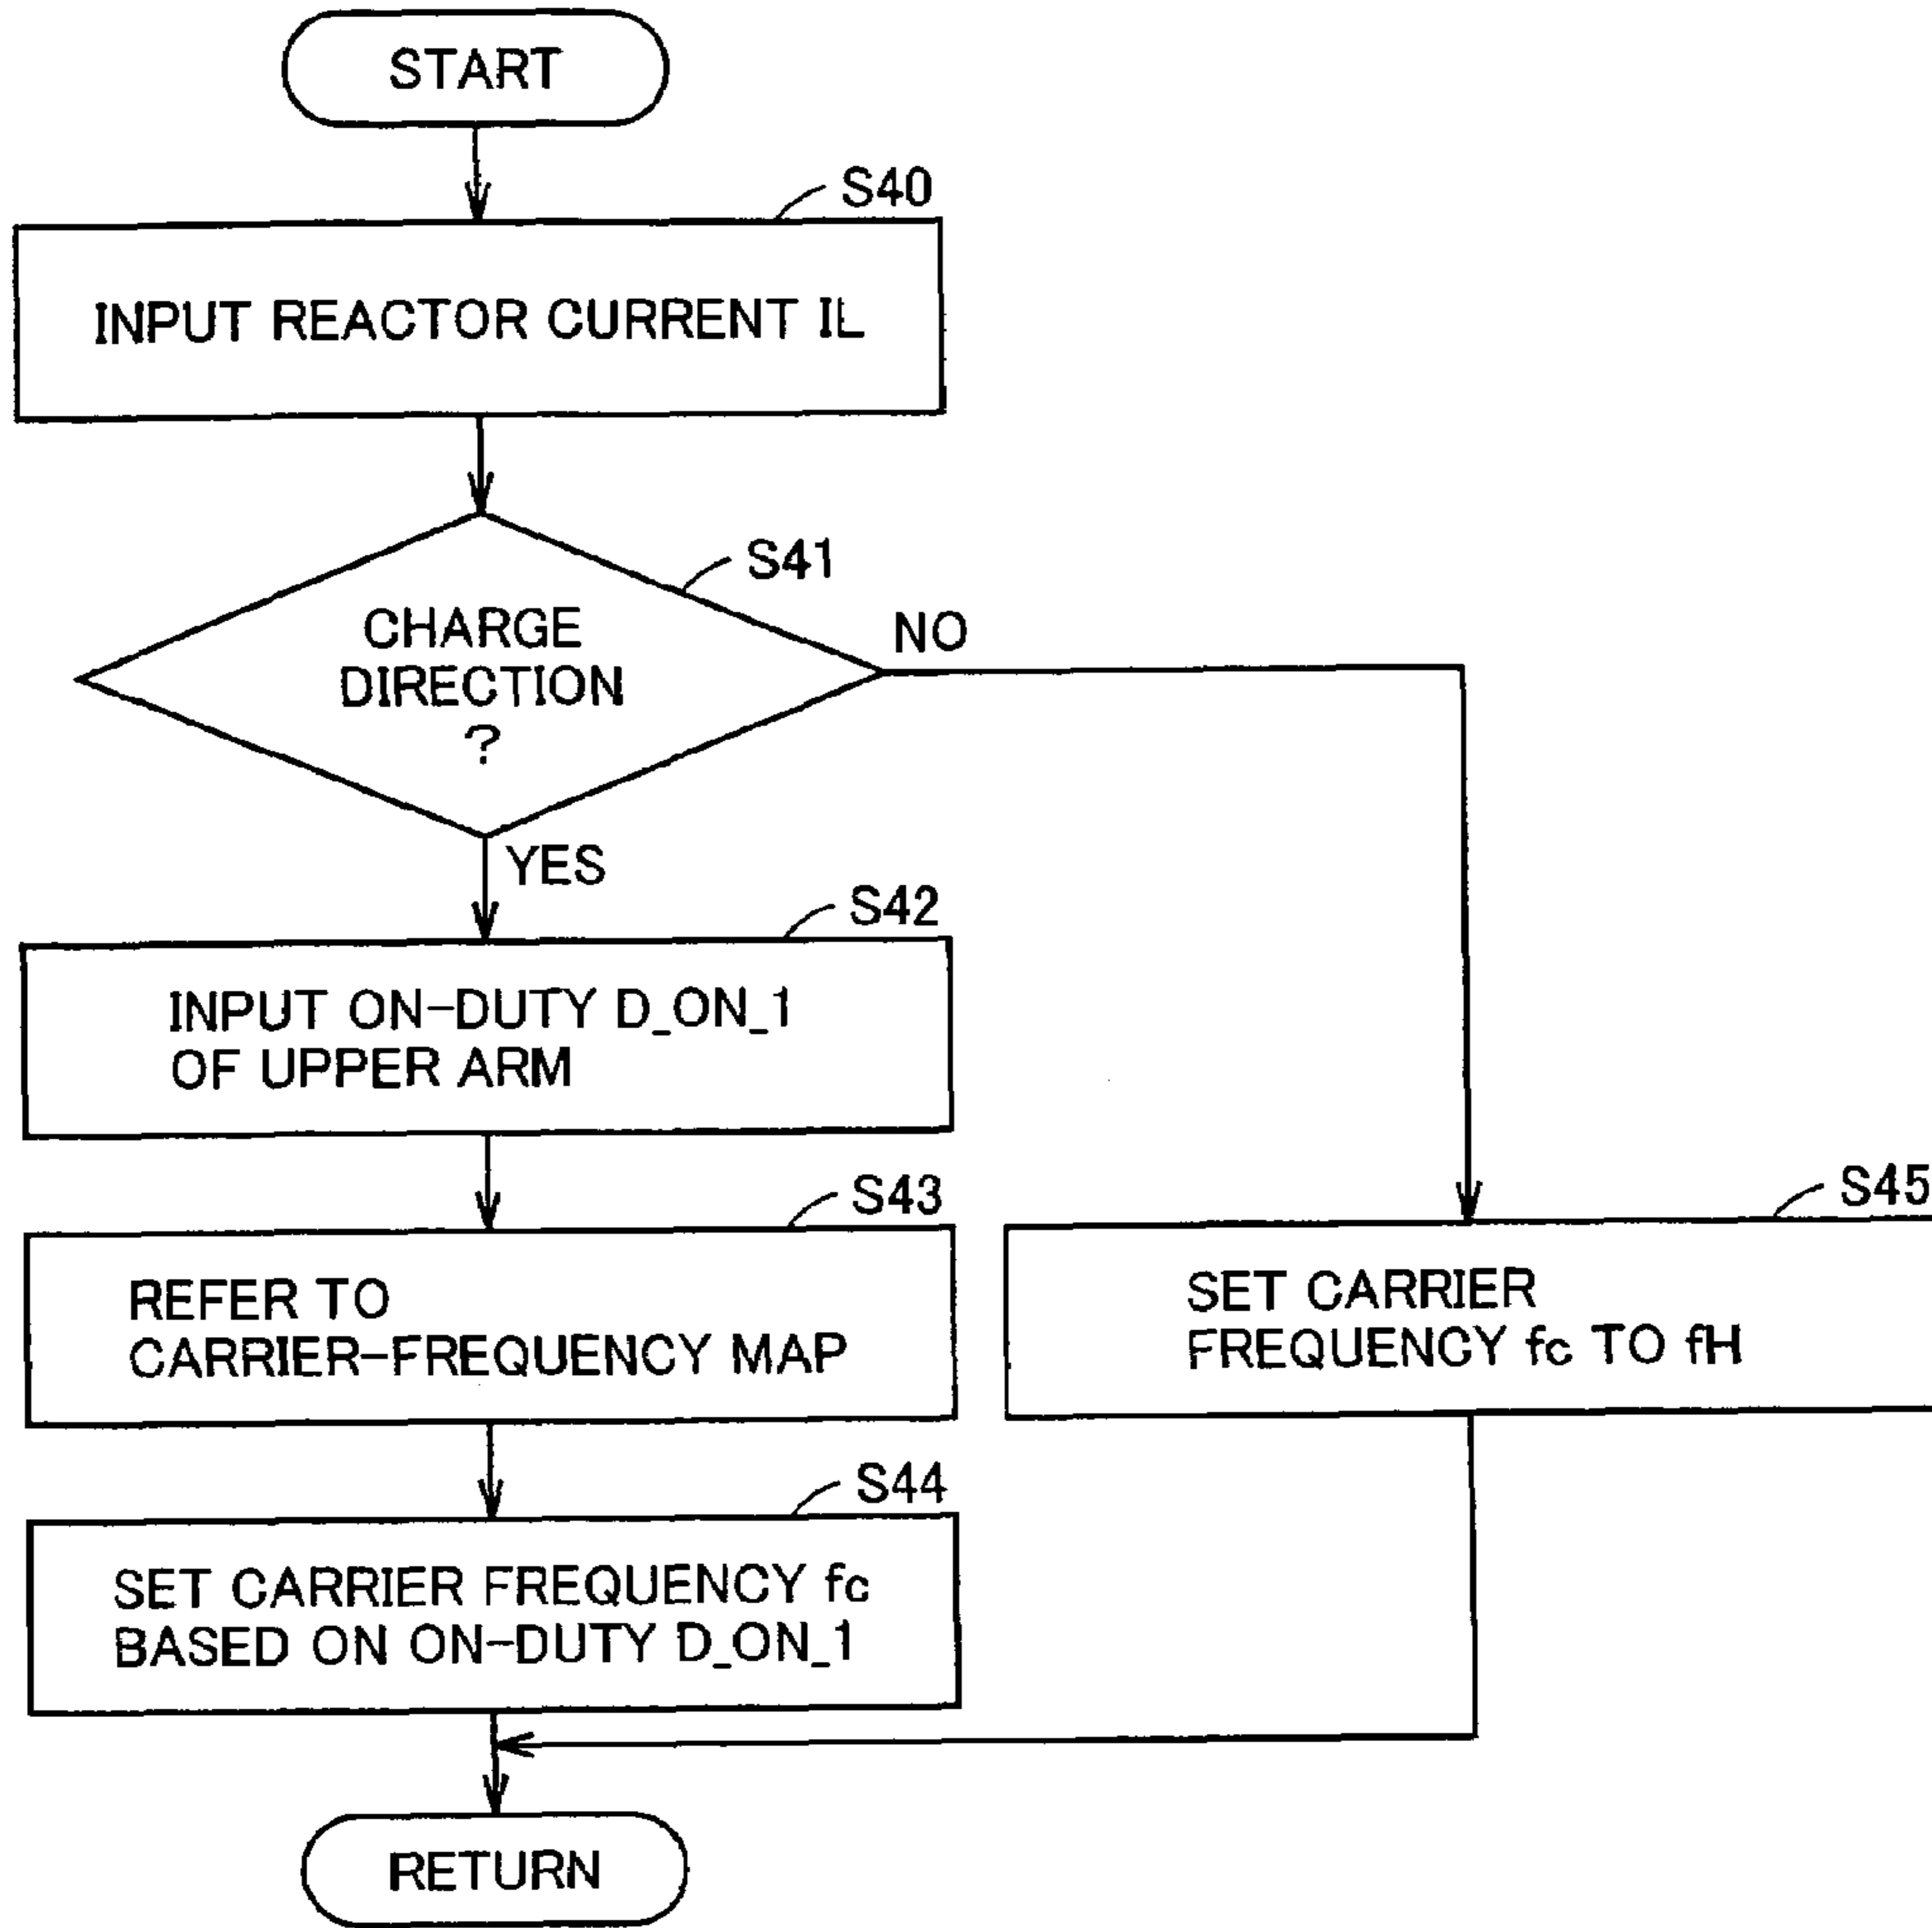 START
S40
INPUT REACTOR CURRENT IL
S41
CHARGE
DIRECTION
?
NO
YES
S42
INPUT ON-DUTY D_ON_1
OF UPPER ARM
S43
REFER TO
CARRIER-FREQUENCY MAP
S45
SET CARRIER
FREQUENCY fc TO fH
S44
SET CARRIER FREQUENCY fc
BASED ON ON-DUTY D_ON_1
RETURN